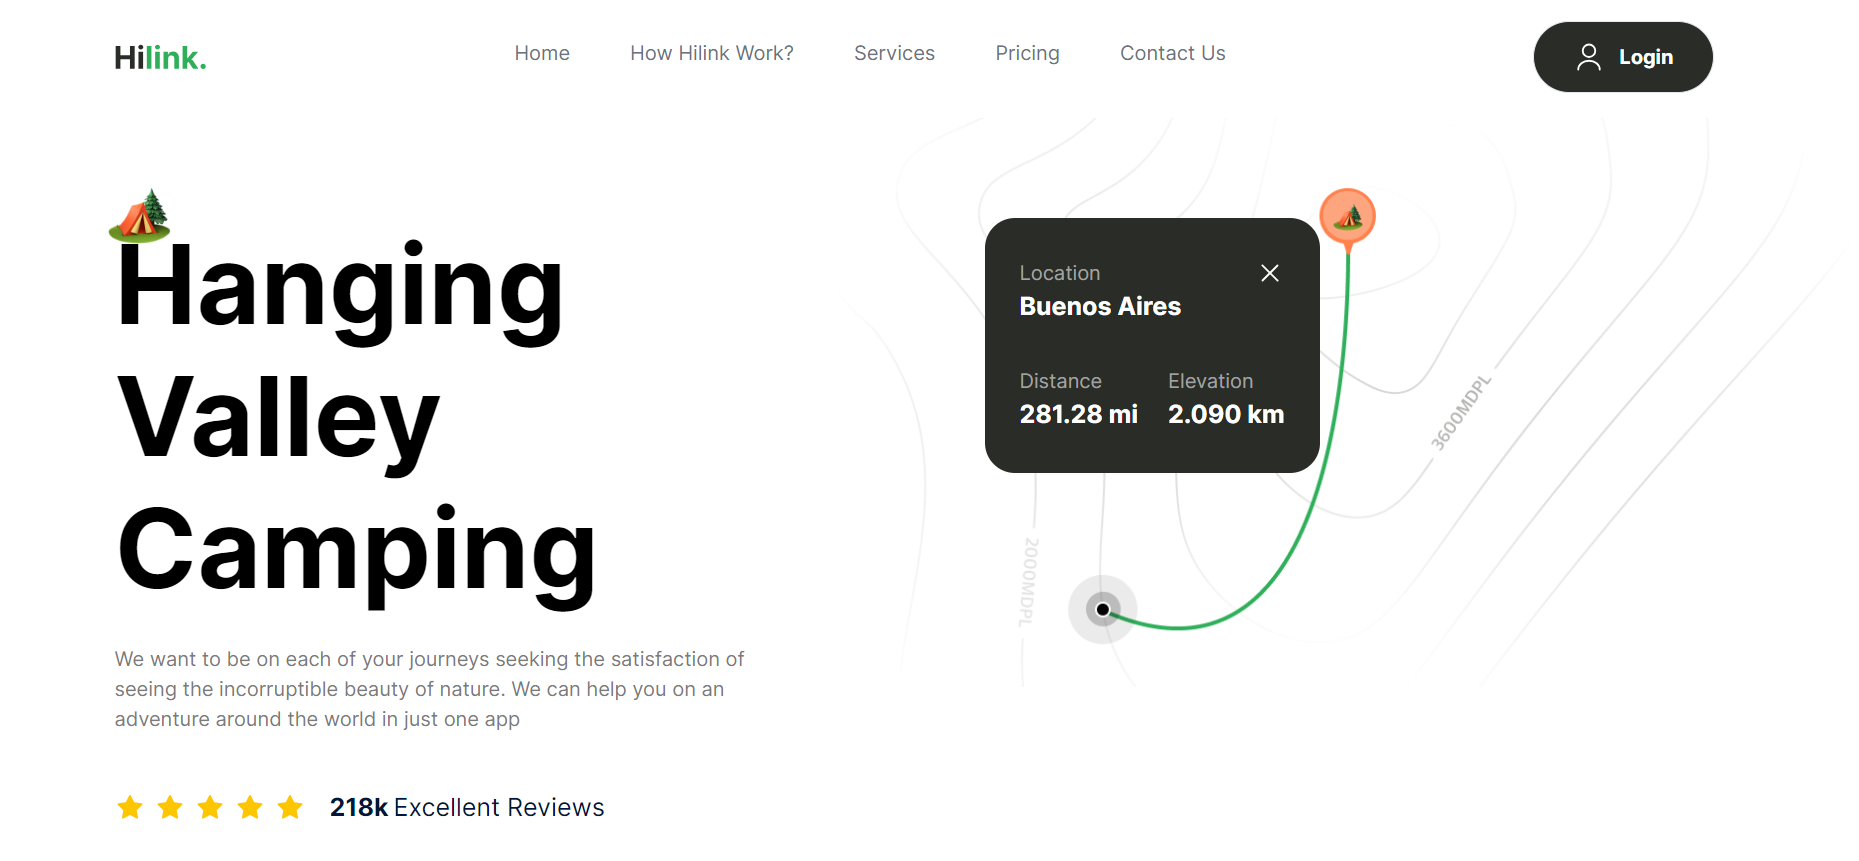 Hilink.
Home How Hilink Work? Services Pricing Contact Us
Login
Hanging
Valley
Camping
We want to be on each of your journeys seeking the satisfaction of
seeing the incorruptible beauty of nature. We can help you on an
adventure around the world in just one app
218k Excellent Reviews
Location
Buenos Aires
Distance Elevation
281.28 mi 2.090 km
3600MDPL
2000MDPL